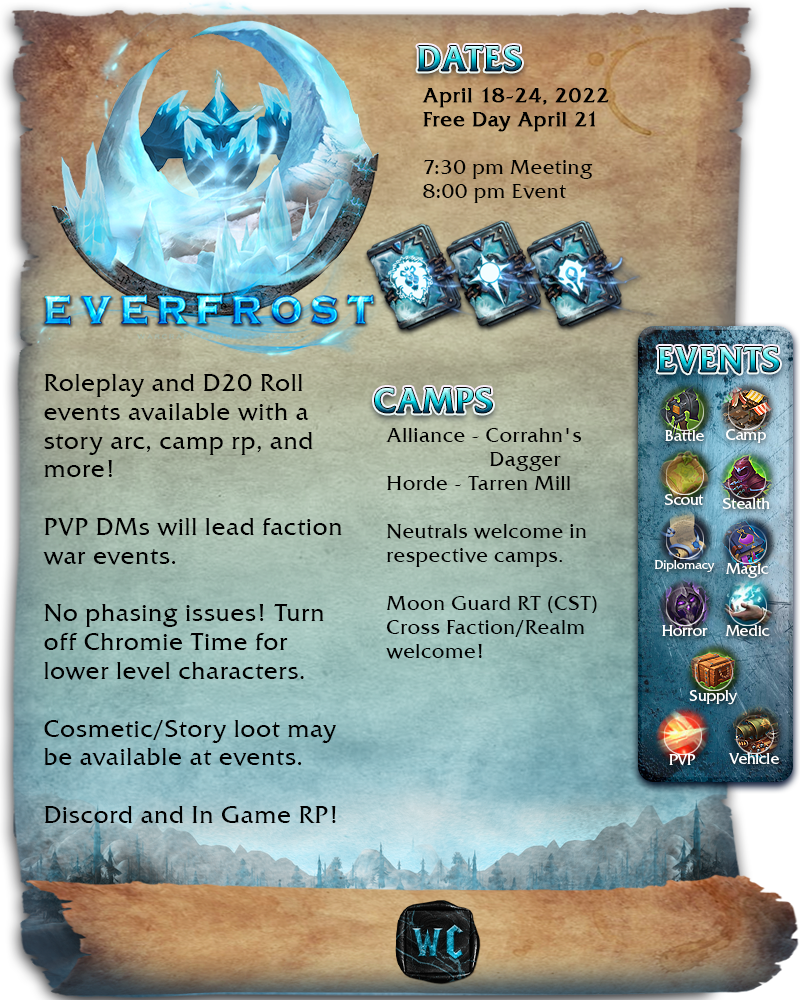 EVERFROST
DATES
April 18-24, 2022
Free Day April 21
7:30 pm Meeting
8:00 pm Event
Roleplay and D20 Roll
events available with a
story arc, camp rp, and
more!
PVP DMs will lead faction
war events.
No phasing issues! Turn
off Chromie Time for
lower level characters.
Cosmetic/Story loot may
be available at events.
Discord and In Game RP!
CAMPS
Alliance - Corrahn's
Dagger
Horde - Tarren Mill
Neutrals welcome in
respective camps.
Moon Guard RT (CST)
Cross Faction/Realm
welcome!
EVENTS
Battle Camp
Scout Stealth
Diplomacy Magic
Horror Medic
Supply
PVP Vehicle
WC